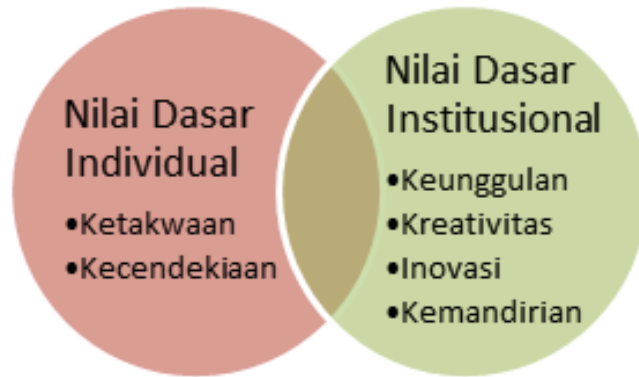 Nilai Dasar
Individual
•Ketakwaan
•Kecendekiaan
Nilai Dasar
Institusional
•Keunggulan
•Kreativitas
•Inovasi
•Kemandirian